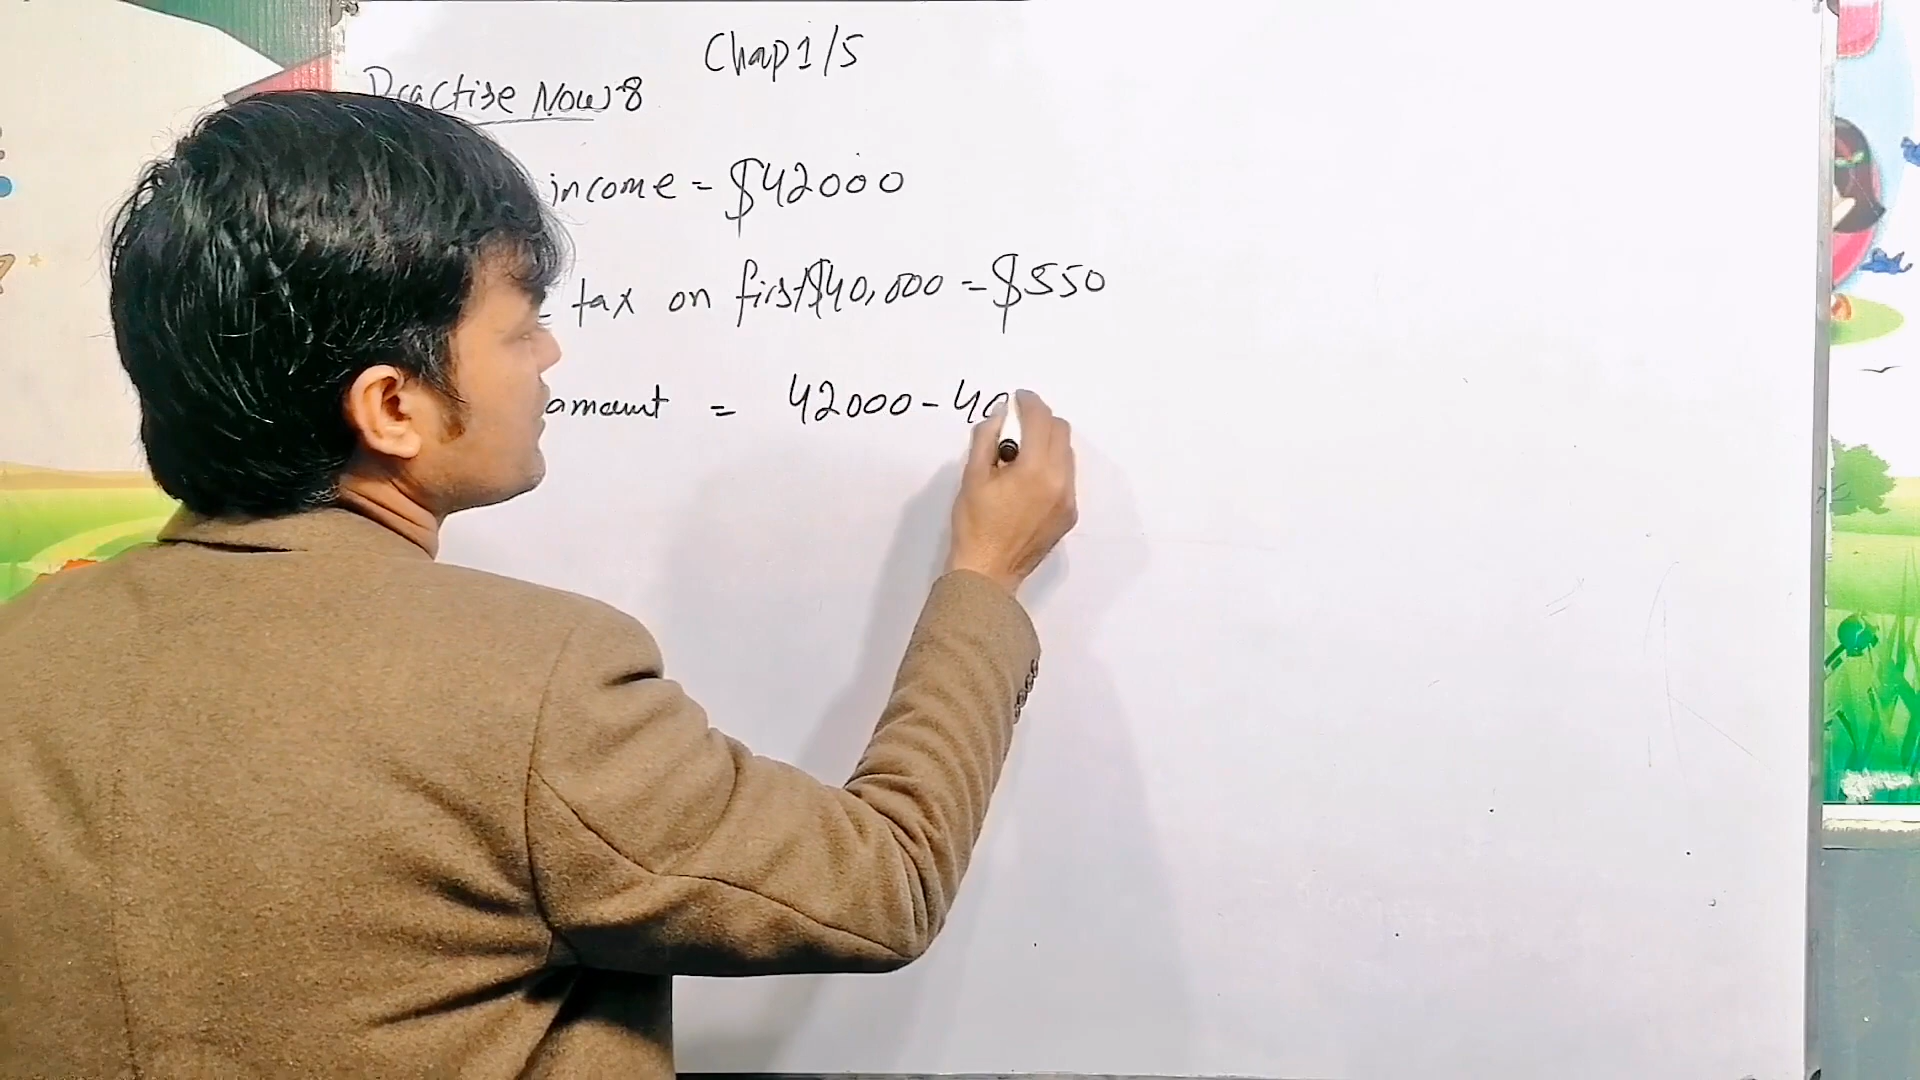 Chap 1/5
Practise Now 8
income = $42000
tax on first $40,000 = $550
amount = 42000 - 40